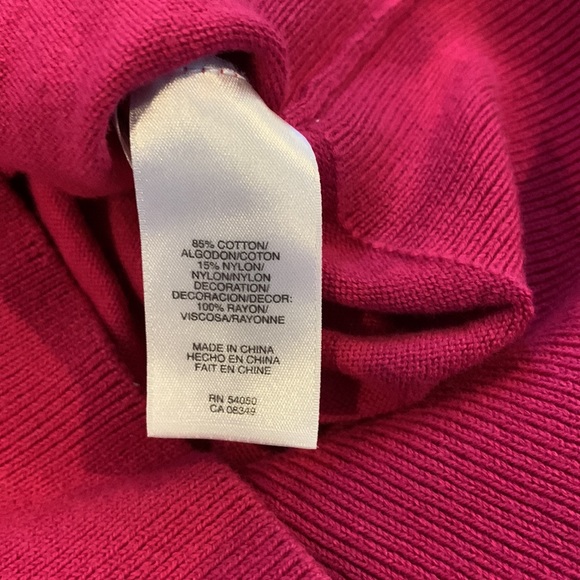 85% COTTON/
ALGODON/COTON
15% NYLON/
NYLON/NYLON
DECORATION/
DECORACION/DECOR:
100% RAYON/
VISCOSA/RAYONNE
MADE IN CHINA
HECHO EN CHINA
FAIT EN CHINE
RN 54050
CA 08349